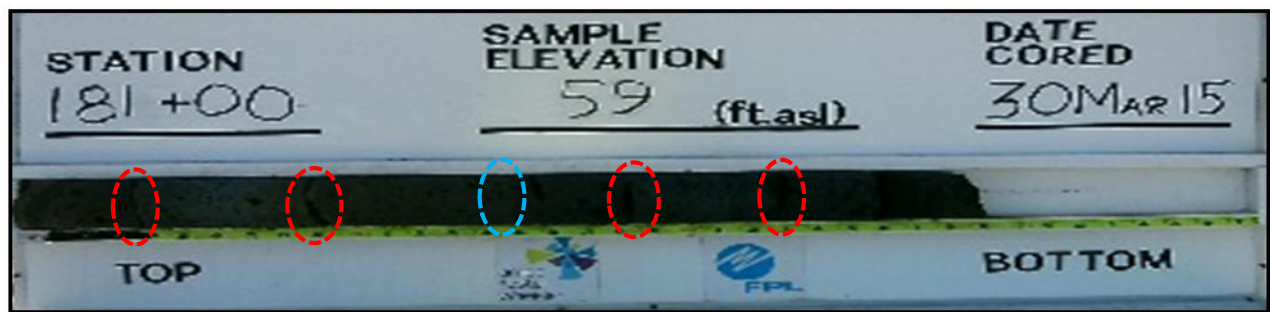 STATION
181+00
SAMPLE
ELEVATION
59 (ft.asl)
DATE
CORED
30MAR15
TOP
FPL
BOTTOM